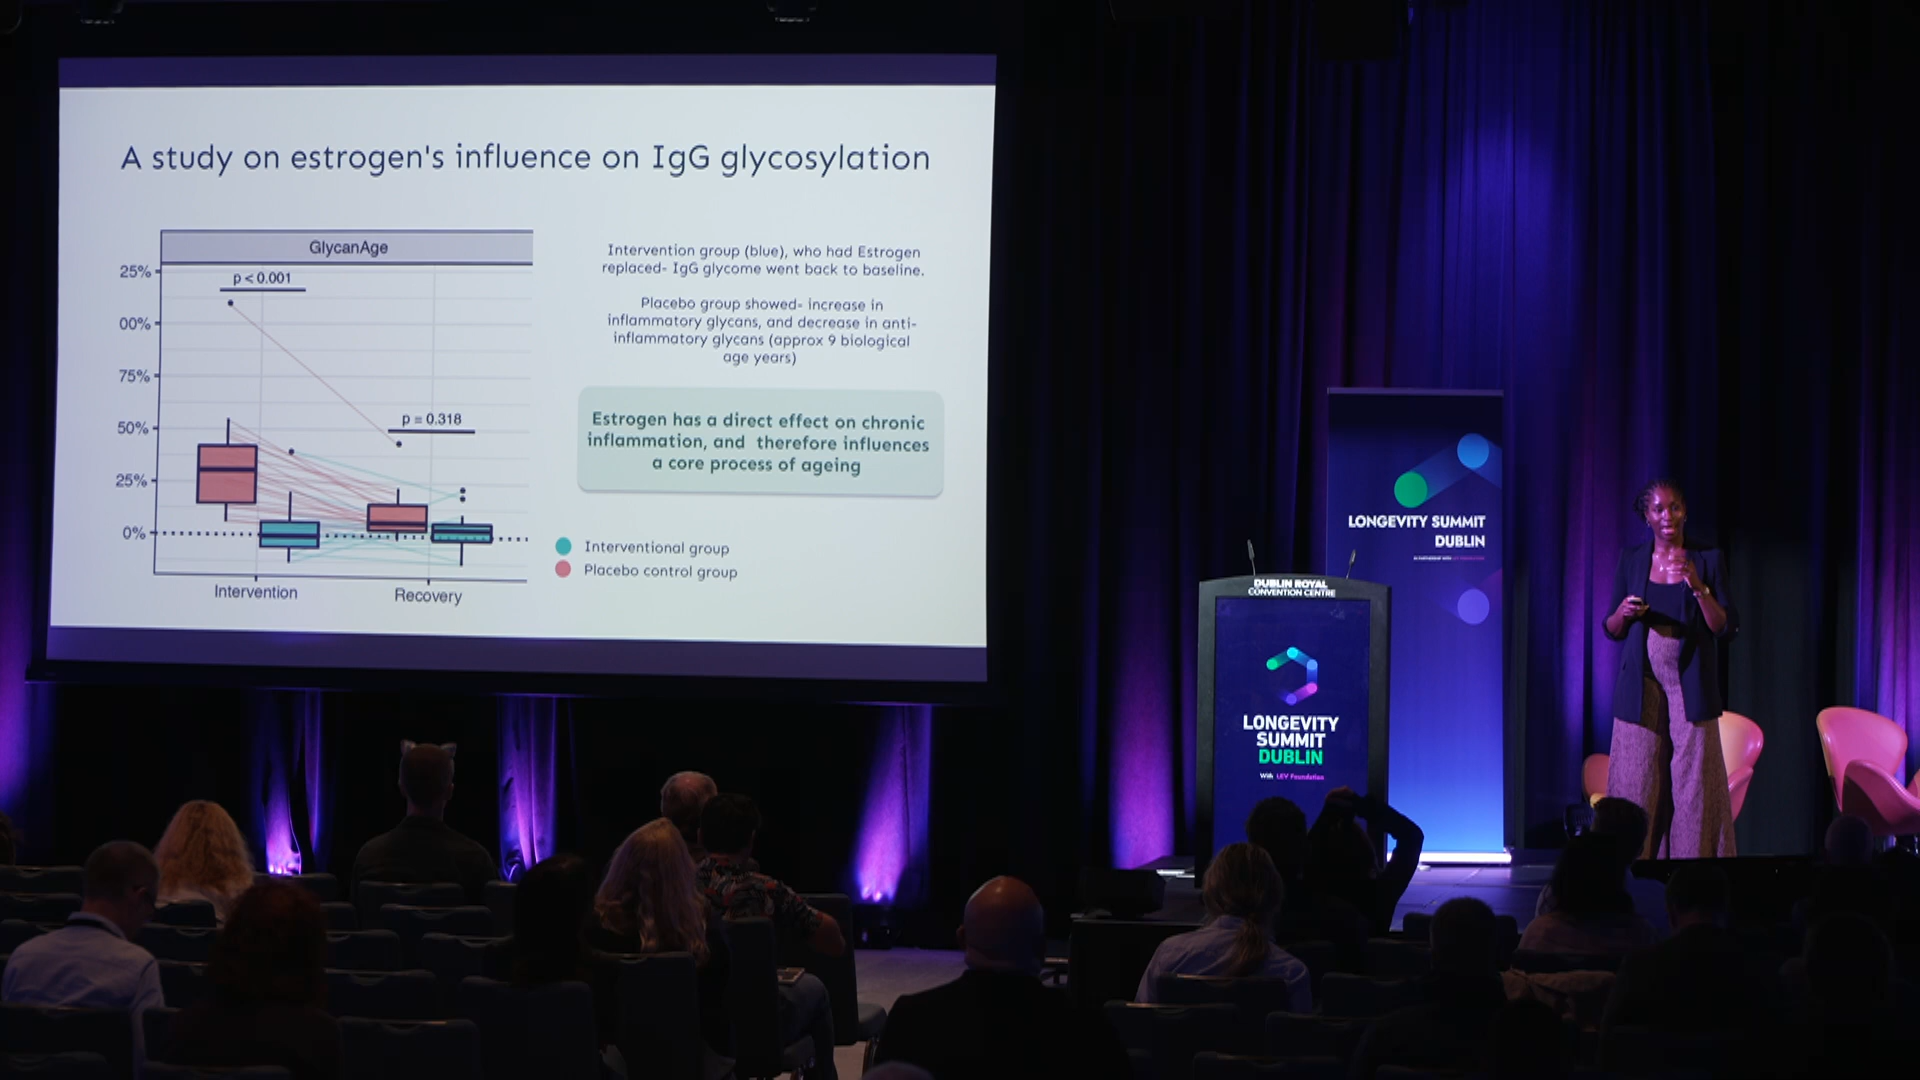 A study on estrogen's influence on IgG glycosylation
GlycanAge
25%
00%
75%
50%
25%
0%
p < 0.001
p = 0.318
Intervention
Recovery
Intervention group (blue), who had Estrogen
replaced- IgG glycome went back to baseline.
Placebo group showed- increase in
inflammatory glycans, and decrease in anti-
inflammatory glycans (approx 9 biological
age years)
Estrogen has a direct effect on chronic
inflammation, and therefore influences
a core process of ageing
Interventional group
Placebo control group
LONGEVITY SUMMIT
DUBLIN
DUBLIN ROYAL
CONVENTION CENTRE
LONGEVITY
SUMMIT
DUBLIN
With LEV Foundation